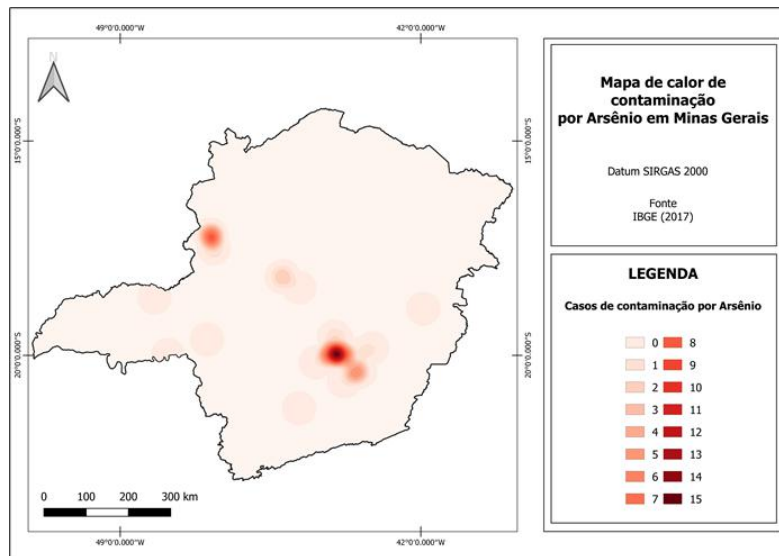 49°0'0.000"W
42°0'0.000"W
N
15°0'0.000"S
15°0'0.000"S
20°0'0.000"S
20°0'0.000"S
0 100 200 300 km
49°0'0.000"W
42°0'0.000"W
Mapa de calor de
contaminação
por Arsênio em Minas Gerais
Datum SIRGAS 2000
Fonte
IBGE (2017)
LEGENDA
Casos de contaminação por Arsênio
0 8
1 9
2 10
3 11
4 12
5 13
6 14
7 15